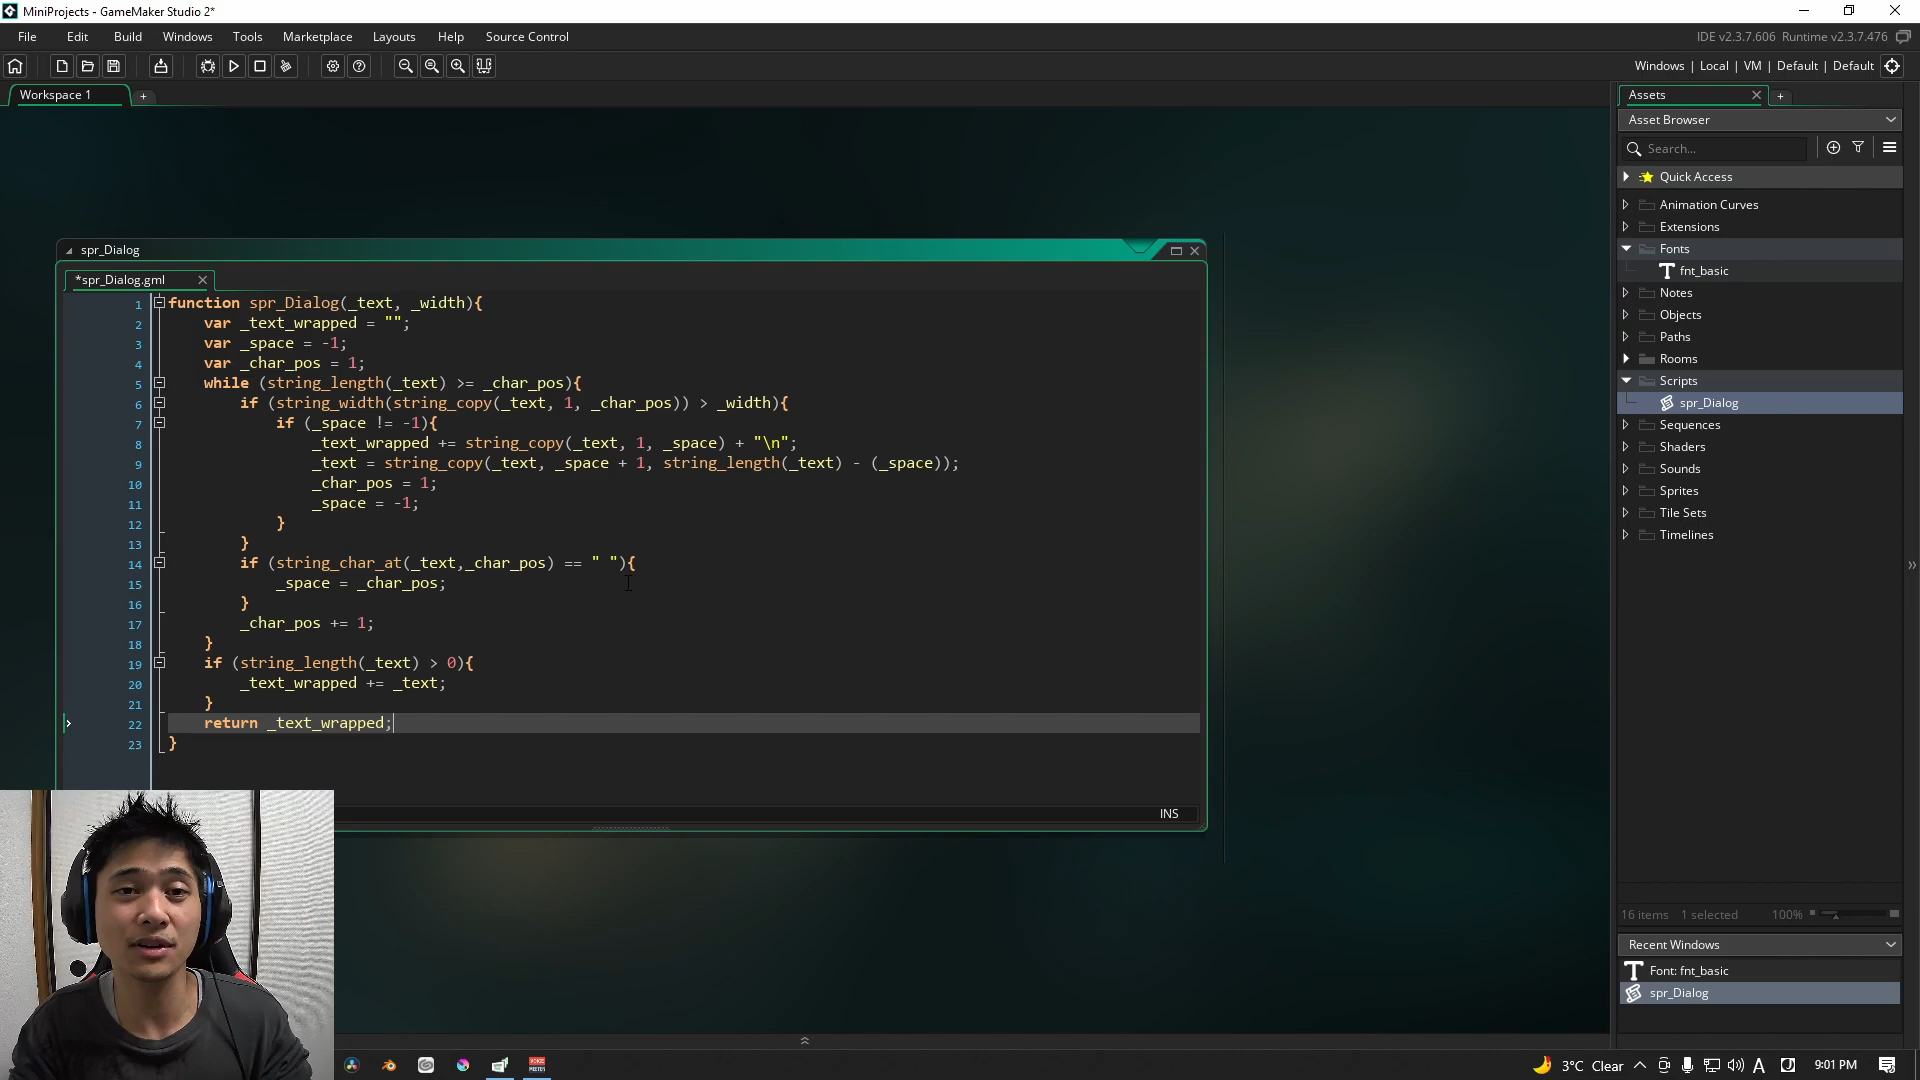 MiniProjects - GameMaker Studio 2*
File Edit Build Windows Tools Marketplace Layouts Help Source Control
IDE v2.3.7.606 Runtime v2.3.7.476
Windows | Local | VM | Default | Default
Workspace 1
+
Assets
+
Asset Browser
Search...
Quick Access
Animation Curves
Extensions
Fonts
fnt_basic
Notes
Objects
Paths
Rooms
Scripts
spr_Dialog
Sequences
Shaders
Sounds
Sprites
Tile Sets
Timelines
spr_Dialog
*spr_Dialog.gml
1 function spr_Dialog(_text, _width){
2 var _text_wrapped = "";
3 var _space = -1;
4 var _char_pos = 1;
5 while (string_length(_text) >= _char_pos){
6 if (string_width(string_copy(_text, 1, _char_pos)) > _width){
7 if (_space != -1){
8 _text_wrapped += string_copy(_text, 1, _space) + "\n";
9 _text = string_copy(_text, _space + 1, string_length(_text) - (_space));
10 _char_pos = 1;
11 _space = -1;
12 }
13 }
14 if (string_char_at(_text,_char_pos) == " "){
15 _space = _char_pos;
16 }
17 _char_pos += 1;
18 }
19 if (string_length(_text) > 0){
20 _text_wrapped += _text;
21 }
22 return _text_wrapped;
23 }
INS
16 items 1 selected 100%
Recent Windows
Font: fnt_basic
spr_Dialog
3°C Clear A 9:01 PM